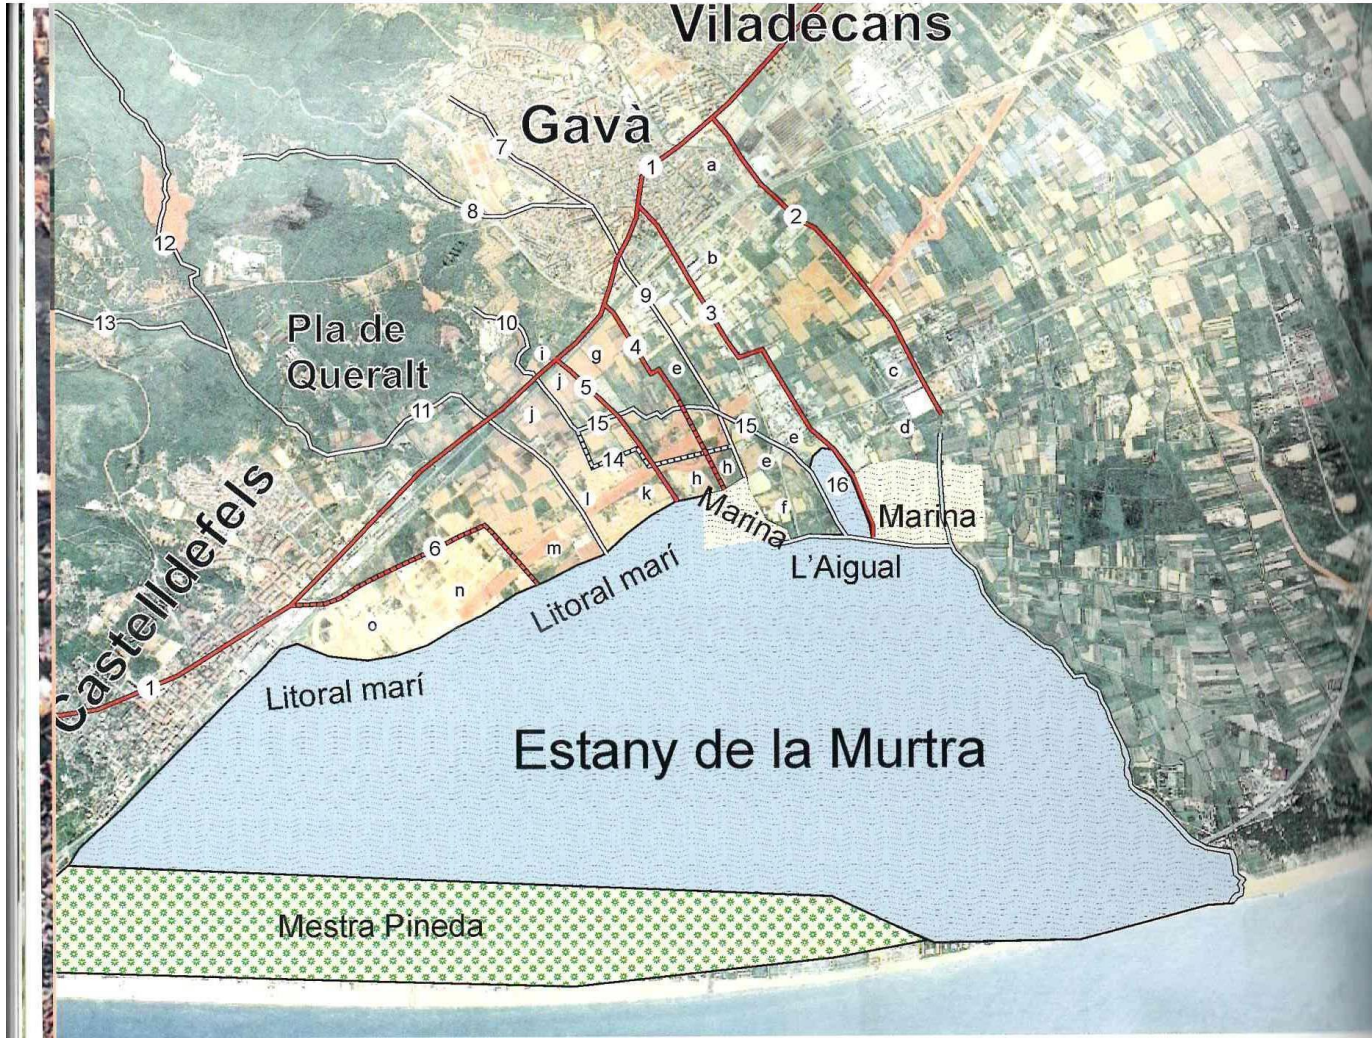 Viladecans
Gavà
7
1
a
2
8
12
GAVÀ
b
9
3
13
Pla de
Queralt
10
i
g
4
e
c
j
5
11
j
15
15
e
d
14
e
h
h
16
l
k
f
Marina
Marina
6
m
L'Aigual
Litoral marí
n
o
Castelldefels
1
Litoral marí
Estany de la Murtra
Mestra Pineda